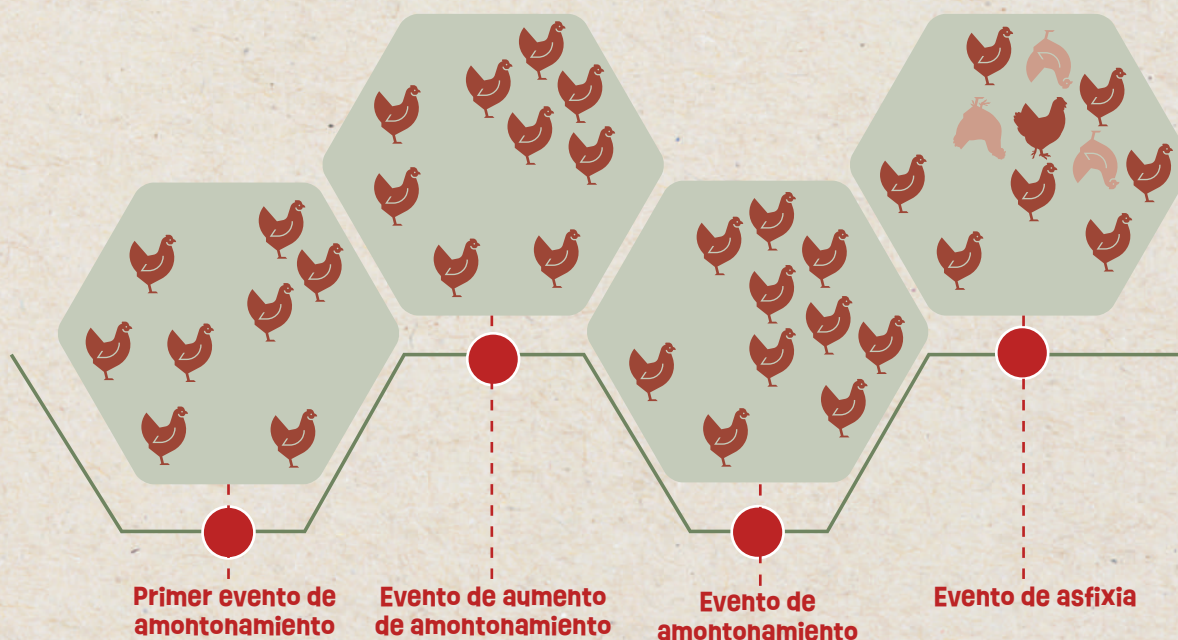 Primer evento de
amontonamiento
Evento de aumento
de amontonamiento
Evento de
amontonamiento
Evento de asfixia